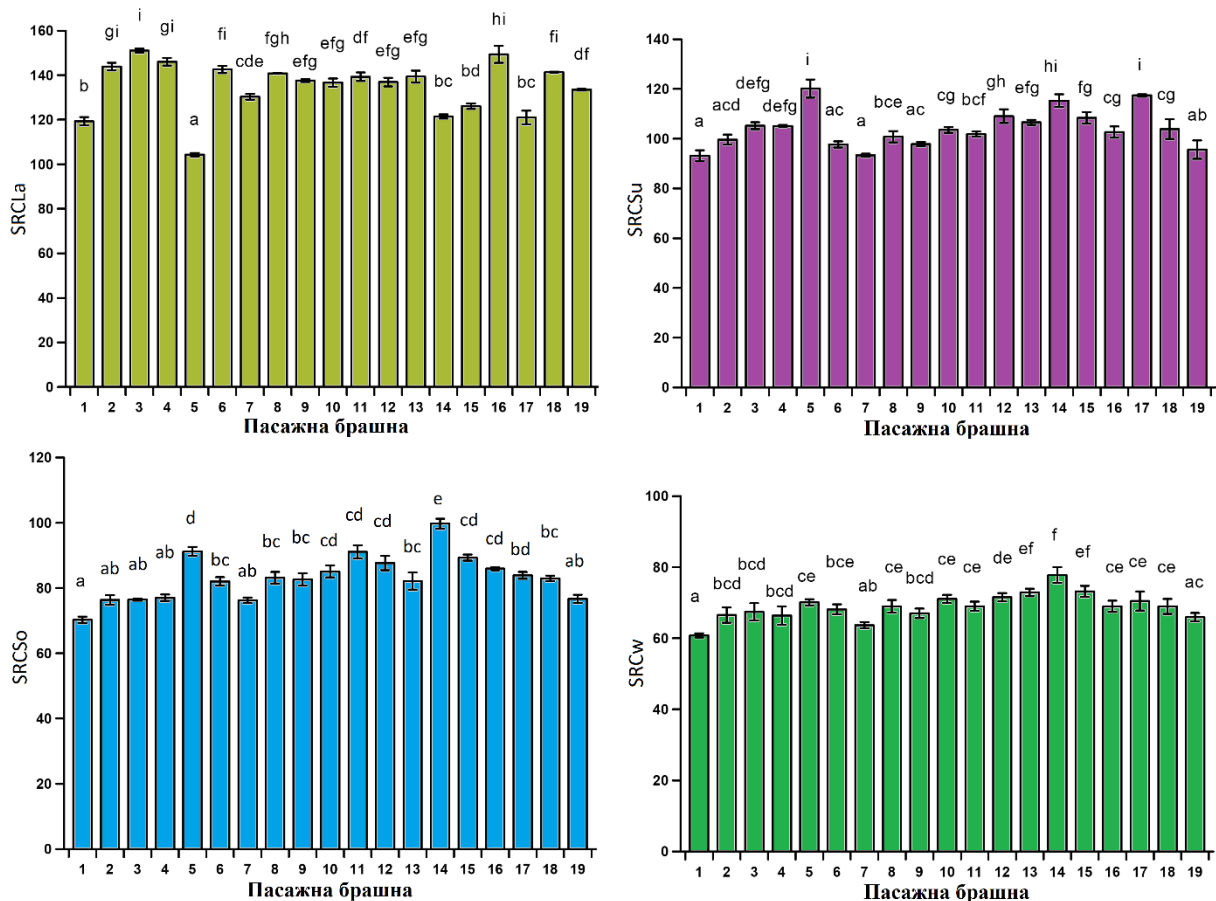 SRCLa
160
140
120
100
80
60
40
20
0
b gi i gi a fi cde fgh efg efg df efg efg bc bd hi bc fi df
1 2 3 4 5 6 7 8 9 10 11 12 13 14 15 16 17 18 19
Пасажна брашна
SRCSu
140
120
100
80
60
40
20
0
a acd defg defg i ac a bce ac cg bcf gh efg hi fg cg i cg ab
1 2 3 4 5 6 7 8 9 10 11 12 13 14 15 16 17 18 19
Пасажна брашна
SRCSo
120
100
80
60
40
20
0
a ab ab ab d bc ab bc bc cd cd cd bc e cd cd bd bc ab
1 2 3 4 5 6 7 8 9 10 11 12 13 14 15 16 17 18 19
Пасажна брашна
SRCw
100
80
60
40
20
0
a bcd bcd bcd ce bce ab ce bcd ce ce de ef f ef ce ce ce ac
1 2 3 4 5 6 7 8 9 10 11 12 13 14 15 16 17 18 19
Пасажна брашна